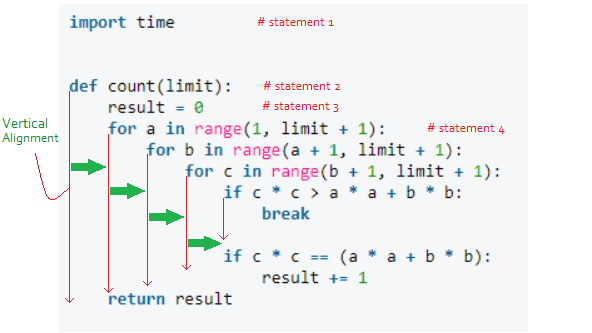 import time # statement 1
def count(limit): # statement 2
result = 0 # statement 3
for a in range(1, limit + 1): # statement 4
Vertical
Alignment
for b in range(a + 1, limit + 1):
for c in range(b + 1, limit + 1):
if c * c > a * a + b * b:
break
if c * c == (a * a + b * b):
result += 1
return result